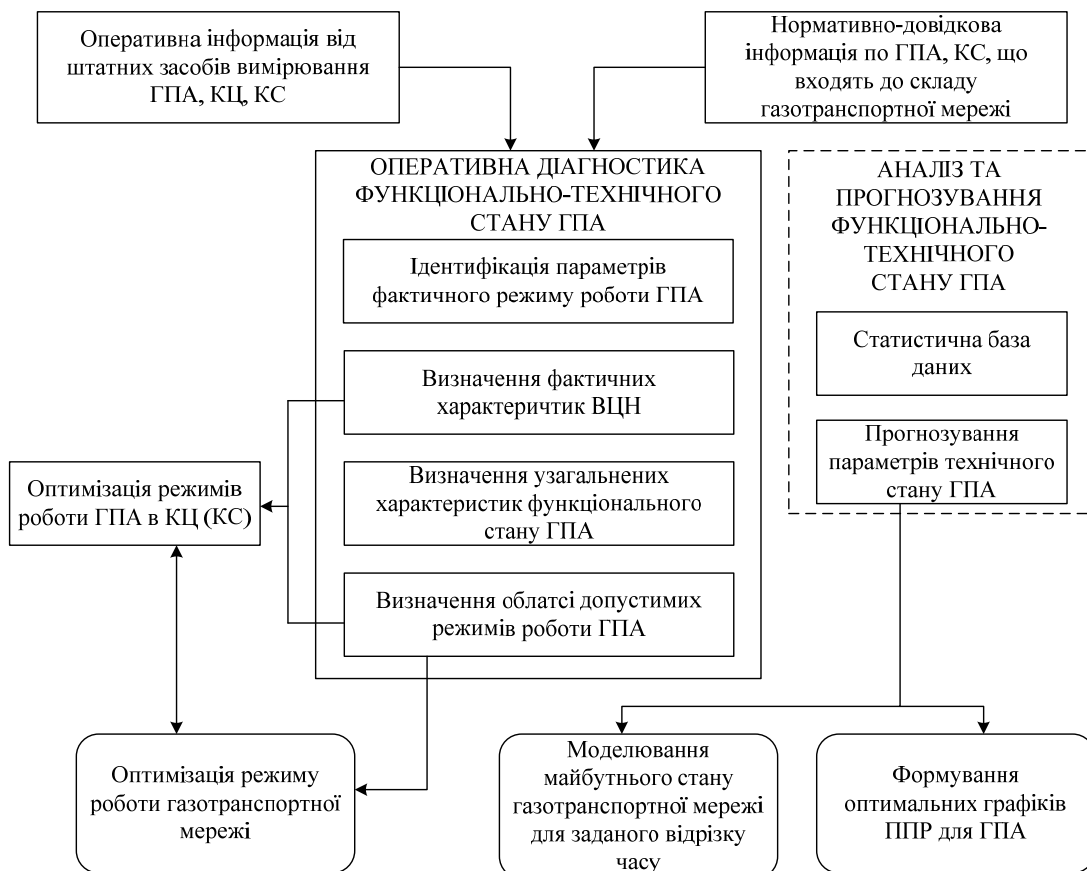 Оперативна інформація від
штатних засобів вимірювання
ГПА, КЦ, КС
Нормативно-довідкова
інформація по ГПА, КС, що
входять до складу
газотранспортної мережі
ОПЕРАТИВНА ДІАГНОСТИКА
ФУНКЦІОНАЛЬНО-ТЕХНІЧНОГО
СТАНУ ГПА
Ідентифікація параметрів
фактичного режиму роботи ГПА
Визначення фактичних
характеричтик ВЦН
Визначення узагальнених
характеристик функціонального
стану ГПА
Визначення облатсі допустимих
режимів роботи ГПА
АНАЛІЗ ТА
ПРОГНОЗУВАННЯ
ФУНКЦІОНАЛЬНО-
ТЕХНІЧНОГО
СТАНУ ГПА
Статистична база
даних
Прогнозування
параметрів технічного
стану ГПА
Оптимізація режимів
роботи ГПА в КЦ (КС)
Оптимізація режиму
роботи газотранспортної
мережі
Моделювання
майбутнього стану
газотранспортної мережі
для заданого відрізку
часу
Формування
оптимальних графіків
ППР для ГПА